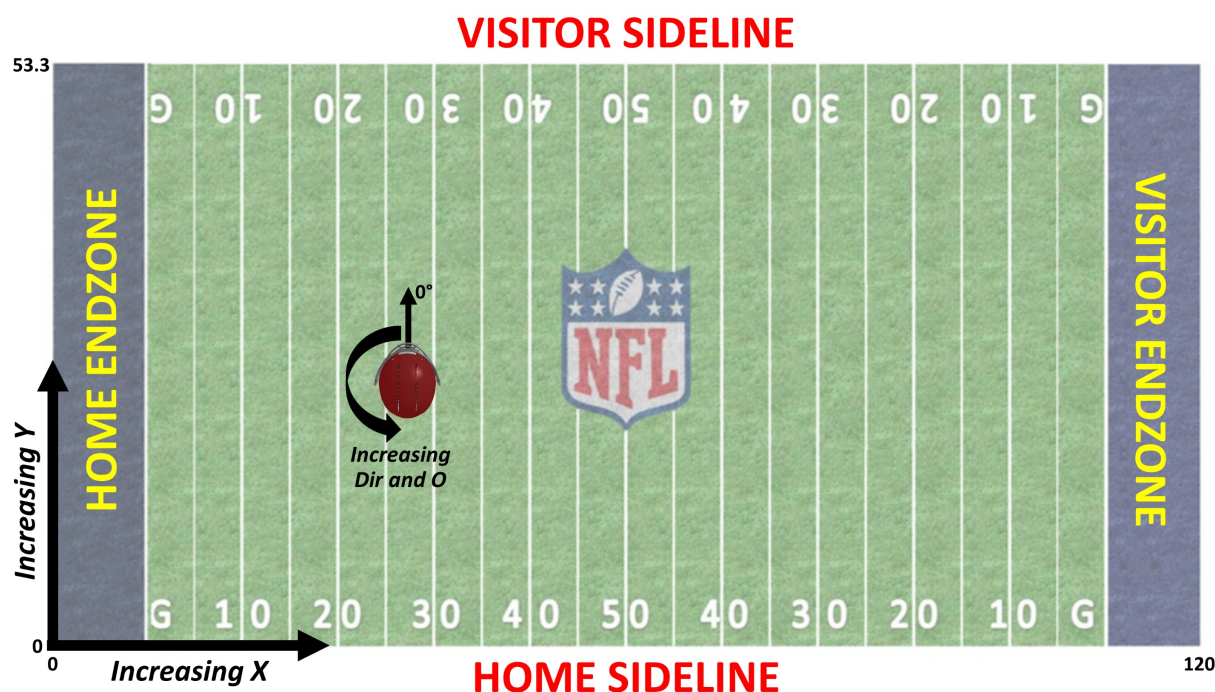 VISITOR SIDELINE
53.3
G 10 20 30 40 50 40 30 20 10 G
HOME ENDZONE
VISITOR ENDZONE
0°
NFL
Increasing
Dir and O
Increasing Y
G 10 20 30 40 50 40 30 20 10 G
0
0
Increasing X
HOME SIDELINE
120